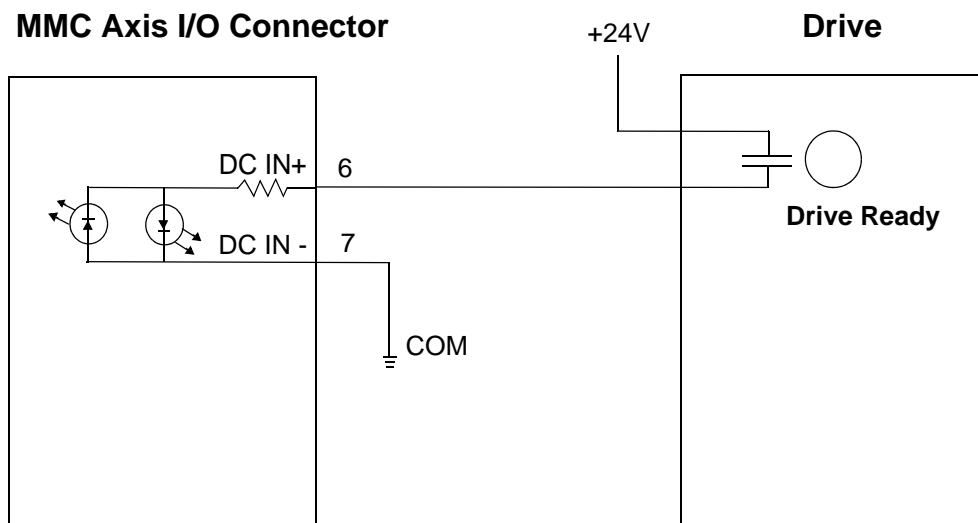 MMC Axis I/O Connector
+24V
Drive
DC IN+
6
Drive Ready
DC IN -
7
COM